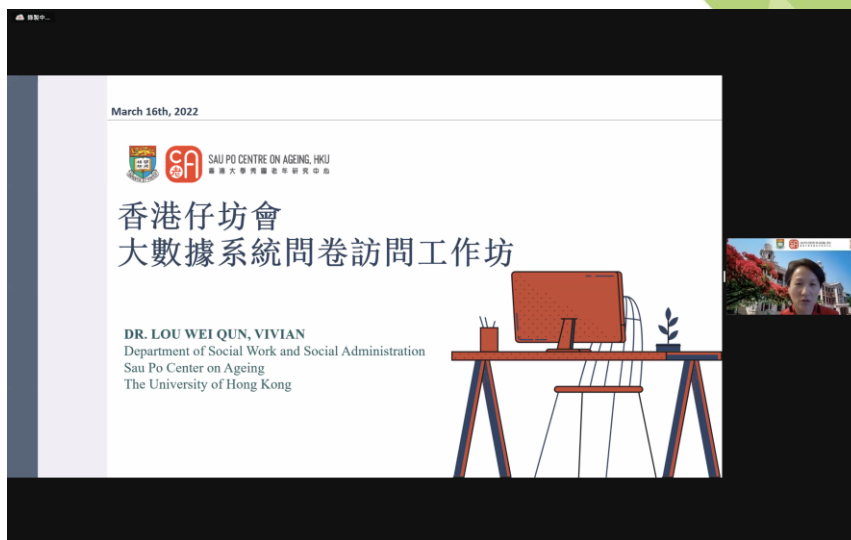 錄製中...
March 16th, 2022
SAU PO CENTRE ON AGEING, HKU
香港大學秀圃老年研究中心
香港仔坊會
大數據系統問卷訪問工作坊
DR. LOU WEI QUN, VIVIAN
Department of Social Work and Social Administration
Sau Po Center on Ageing
The University of Hong Kong